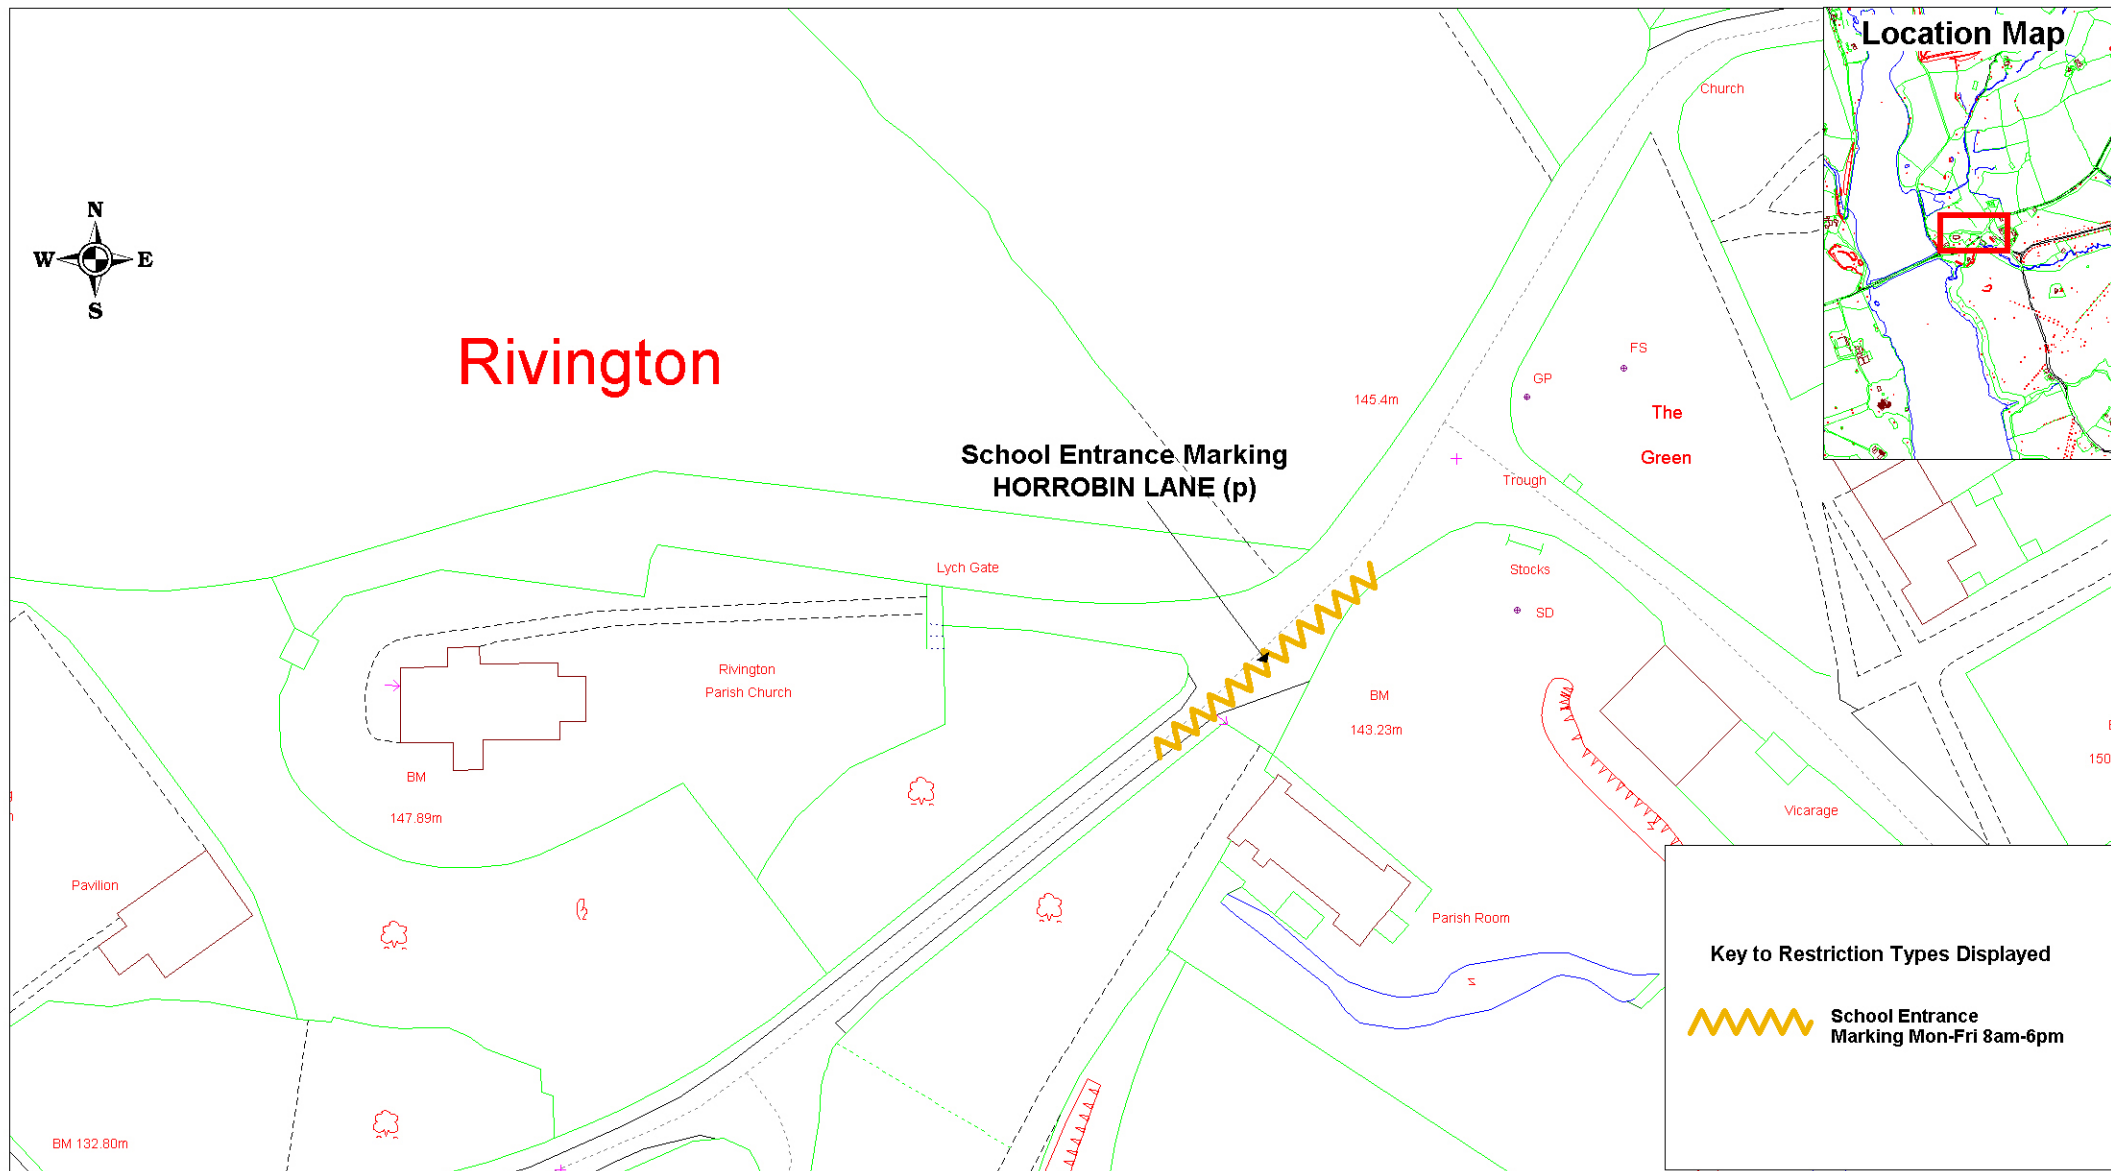 Location Map
Church
N
W E
S
Rivington
FS
GP
145.4m
The
Green
School Entrance Marking
HORROBIN LANE (p)
Trough
Lych Gate
Stocks
SD
Rivington
Parish Church
BM
143.23m
BM
147.89m
150
Vicarage
Pavilion
Parish Room
Key to Restriction Types Displayed
School Entrance
Marking Mon-Fri 8am-6pm
BM 132.80m